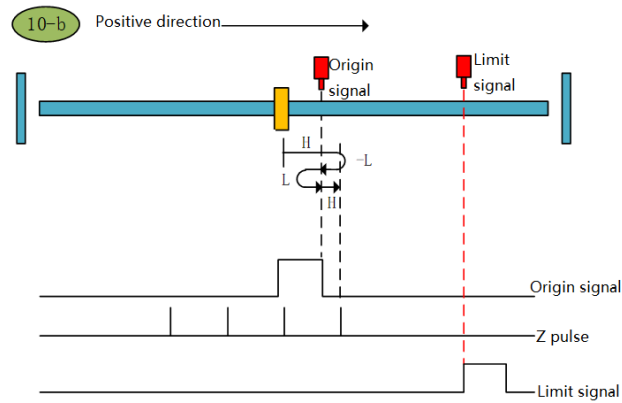 10-b
Positive direction
Origin
signal
Limit
signal
H
-L
L
H
Origin signal
Z pulse
Limit signal